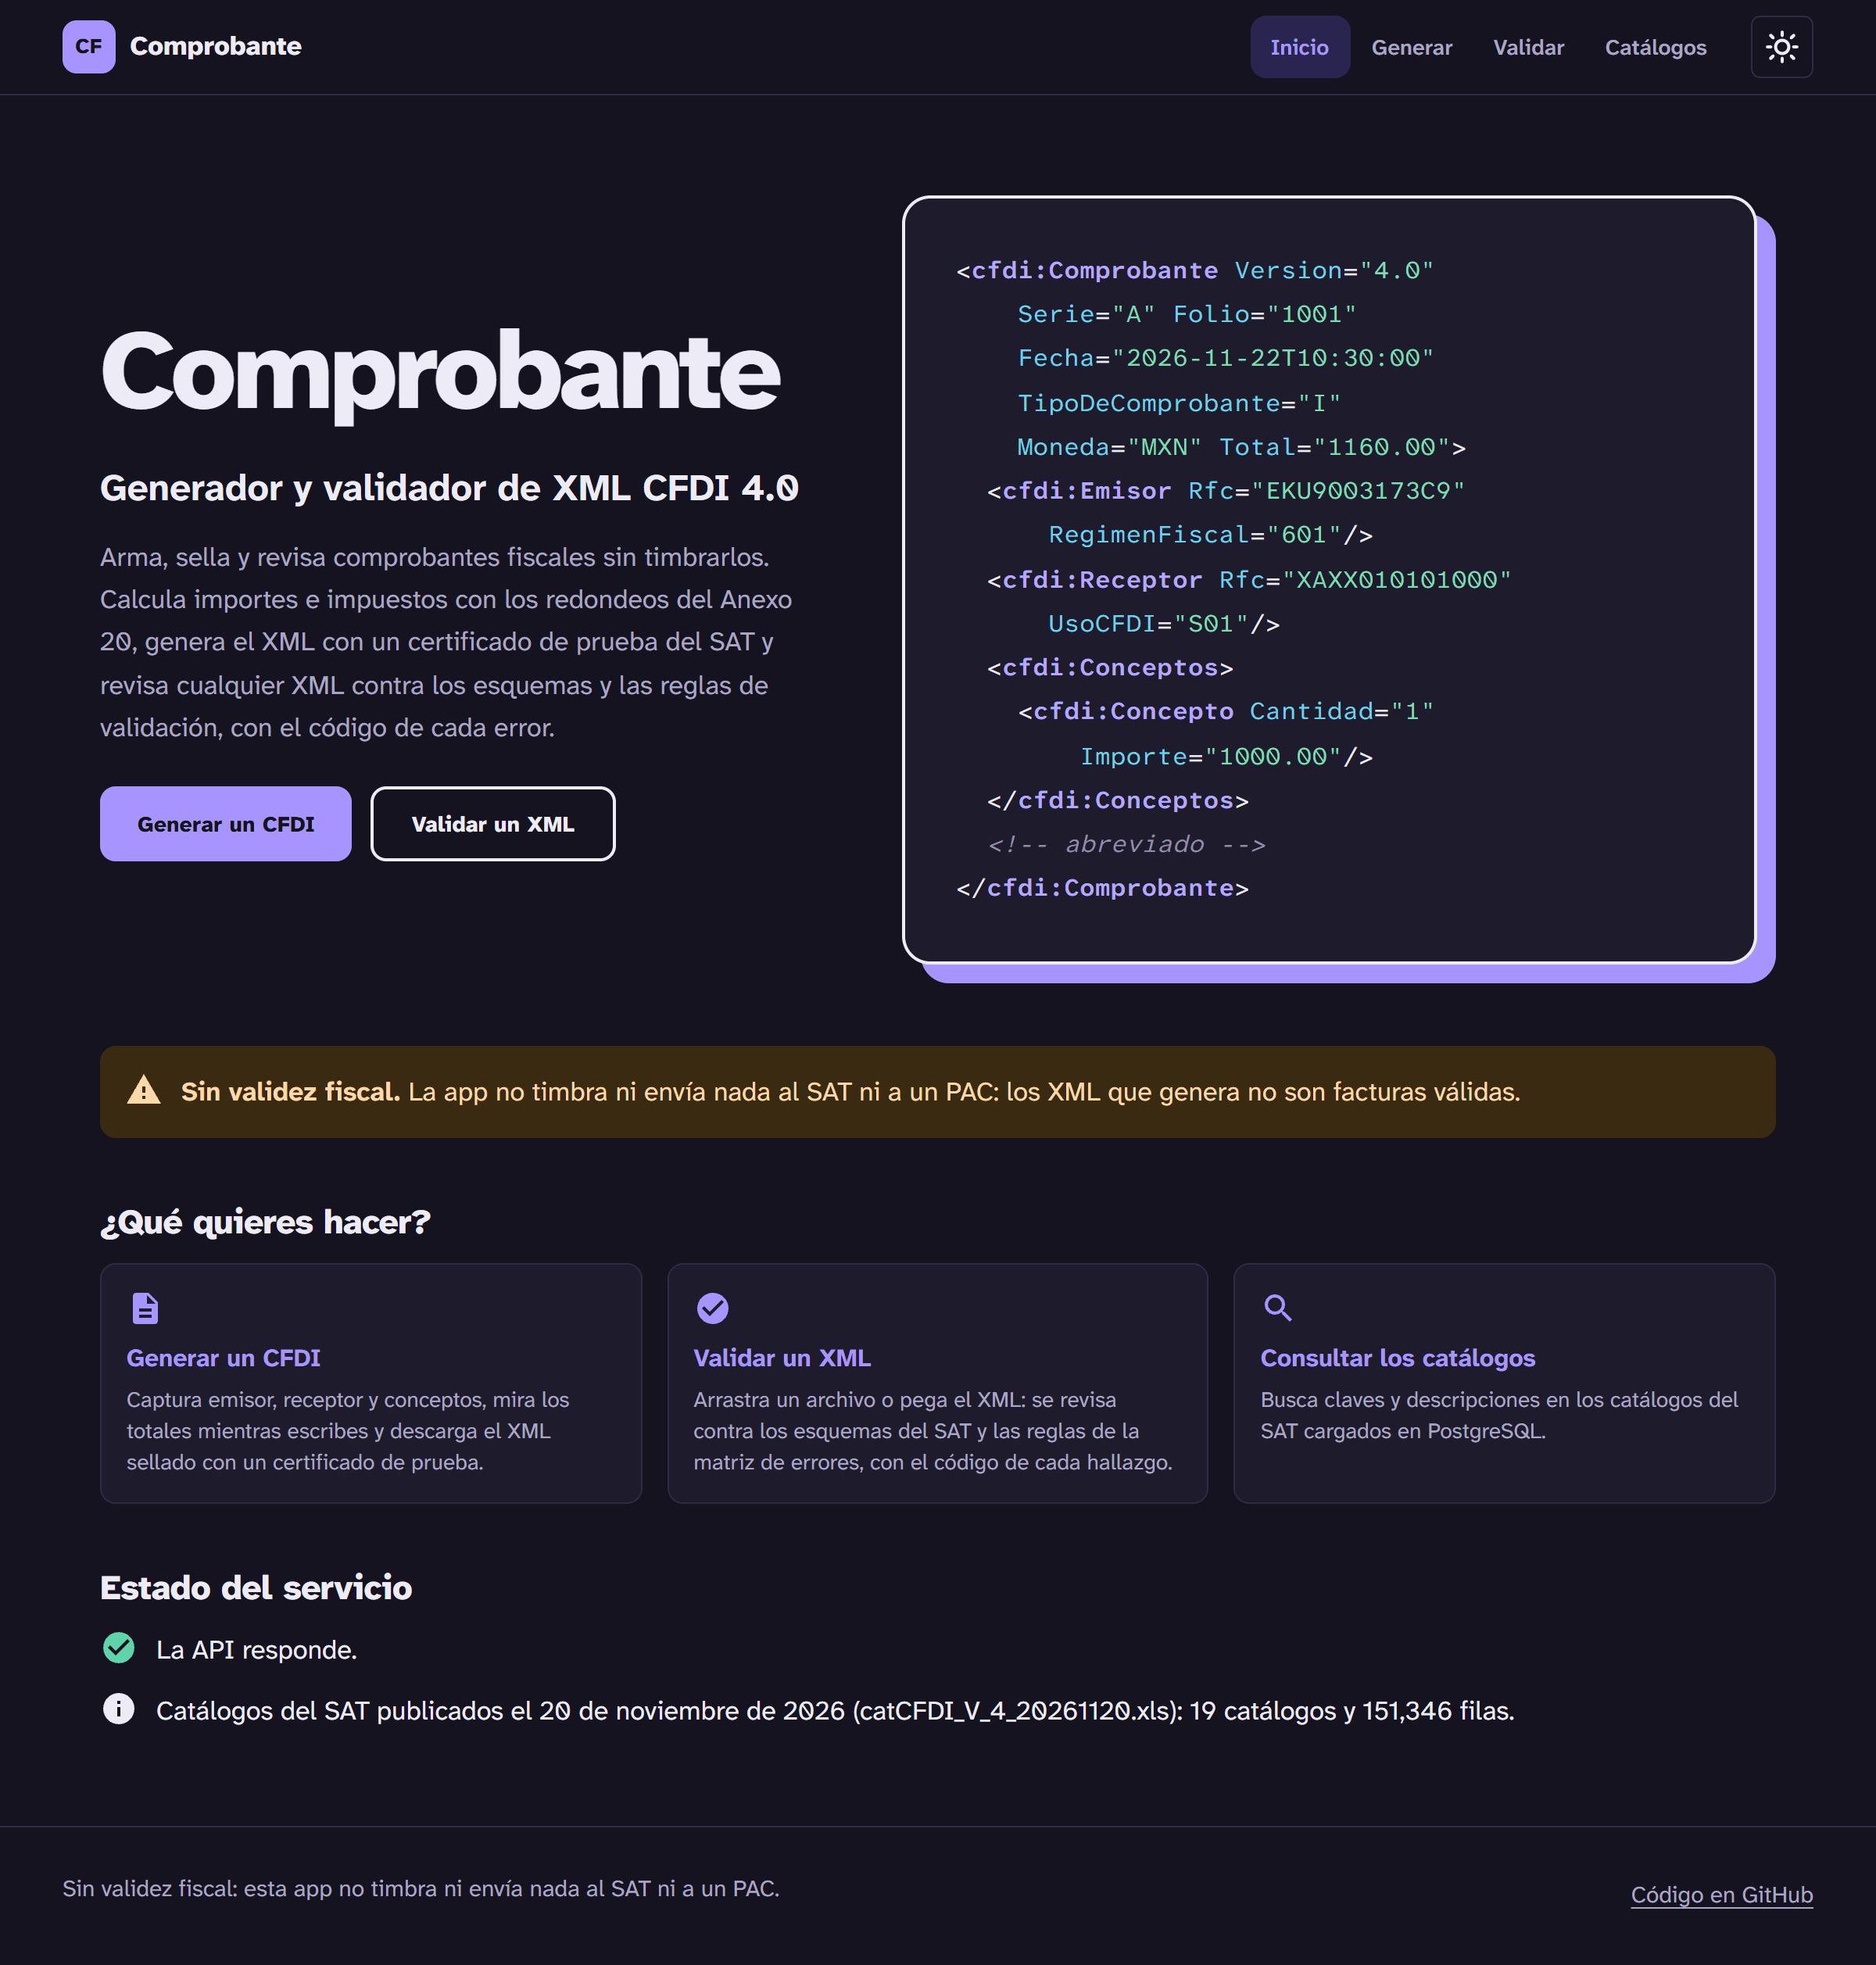 CF Comprobante
Inicio Generar Validar Catálogos
Comprobante
Generador y validador de XML CFDI 4.0
Arma, sella y revisa comprobantes fiscales sin timbrarlos.
Calcula importes e impuestos con los redondeos del Anexo
20, genera el XML con un certificado de prueba del SAT y
revisa cualquier XML contra los esquemas y las reglas de
validación, con el código de cada error.
Generar un CFDI
Validar un XML
<cfdi:Comprobante Version="4.0"
    Serie="A" Folio="1001"
    Fecha="2026-11-22T10:30:00"
    TipoDeComprobante="I"
    Moneda="MXN" Total="1160.00">
  <cfdi:Emisor Rfc="EKU9003173C9"
      RegimenFiscal="601"/>
  <cfdi:Receptor Rfc="XAXX010101000"
      UsoCFDI="S01"/>
  <cfdi:Conceptos>
    <cfdi:Concepto Cantidad="1"
        Importe="1000.00"/>
  </cfdi:Conceptos>
  <!-- abreviado -->
</cfdi:Comprobante>
Sin validez fiscal. La app no timbra ni envía nada al SAT ni a un PAC: los XML que genera no son facturas válidas.
¿Qué quieres hacer?
Generar un CFDI
Captura emisor, receptor y conceptos, mira los
totales mientras escribes y descarga el XML
sellado con un certificado de prueba.
Validar un XML
Arrastra un archivo o pega el XML: se revisa
contra los esquemas del SAT y las reglas de la
matriz de errores, con el código de cada hallazgo.
Consultar los catálogos
Busca claves y descripciones en los catálogos del
SAT cargados en PostgreSQL.
Estado del servicio
La API responde.
Catálogos del SAT publicados el 20 de noviembre de 2026 (catCFDI_V_4_20261120.xls): 19 catálogos y 151,346 filas.
Sin validez fiscal: esta app no timbra ni envía nada al SAT ni a un PAC.
Código en GitHub